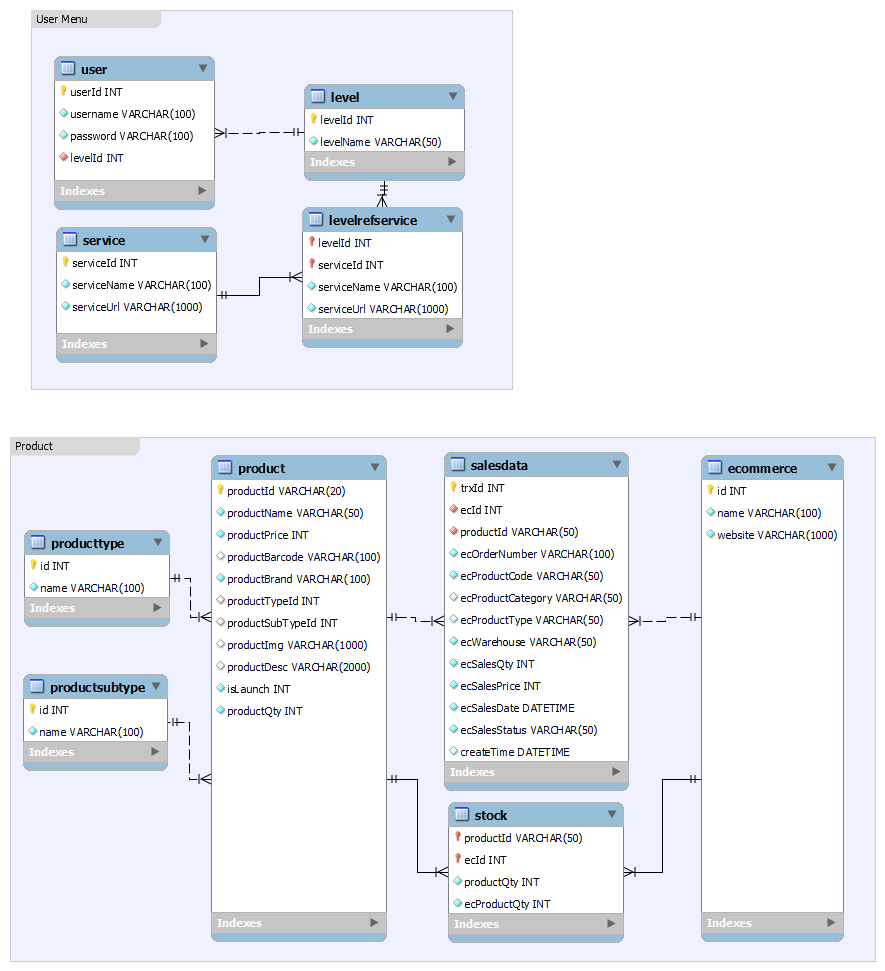 User Menu
user
userId INT
username VARCHAR(100)
password VARCHAR(100)
levelId INT
Indexes
level
levelId INT
levelName VARCHAR(50)
Indexes
service
serviceId INT
serviceName VARCHAR(100)
serviceUrl VARCHAR(1000)
Indexes
levelrefservice
levelId INT
serviceId INT
serviceName VARCHAR(100)
serviceUrl VARCHAR(1000)
Indexes
Product
producttype
id INT
name VARCHAR(100)
Indexes
productsubtype
id INT
name VARCHAR(100)
Indexes
product
productId VARCHAR(20)
productName VARCHAR(50)
productPrice INT
productBarcode VARCHAR(100)
productBrand VARCHAR(100)
productTypeId INT
productSubTypeId INT
productImg VARCHAR(1000)
productDesc VARCHAR(2000)
isLaunch INT
productQty INT
Indexes
salesdata
trxId INT
ecId INT
productId VARCHAR(50)
ecOrderNumber VARCHAR(100)
ecProductCode VARCHAR(50)
ecProductCategory VARCHAR(50)
ecProductType VARCHAR(50)
ecWarehouse VARCHAR(50)
ecSalesQty INT
ecSalesPrice INT
ecSalesDate DATETIME
ecSalesStatus VARCHAR(50)
createTime DATETIME
Indexes
stock
productId VARCHAR(50)
ecId INT
productQty INT
ecProductQty INT
Indexes
ecommerce
id INT
name VARCHAR(100)
website VARCHAR(1000)
Indexes